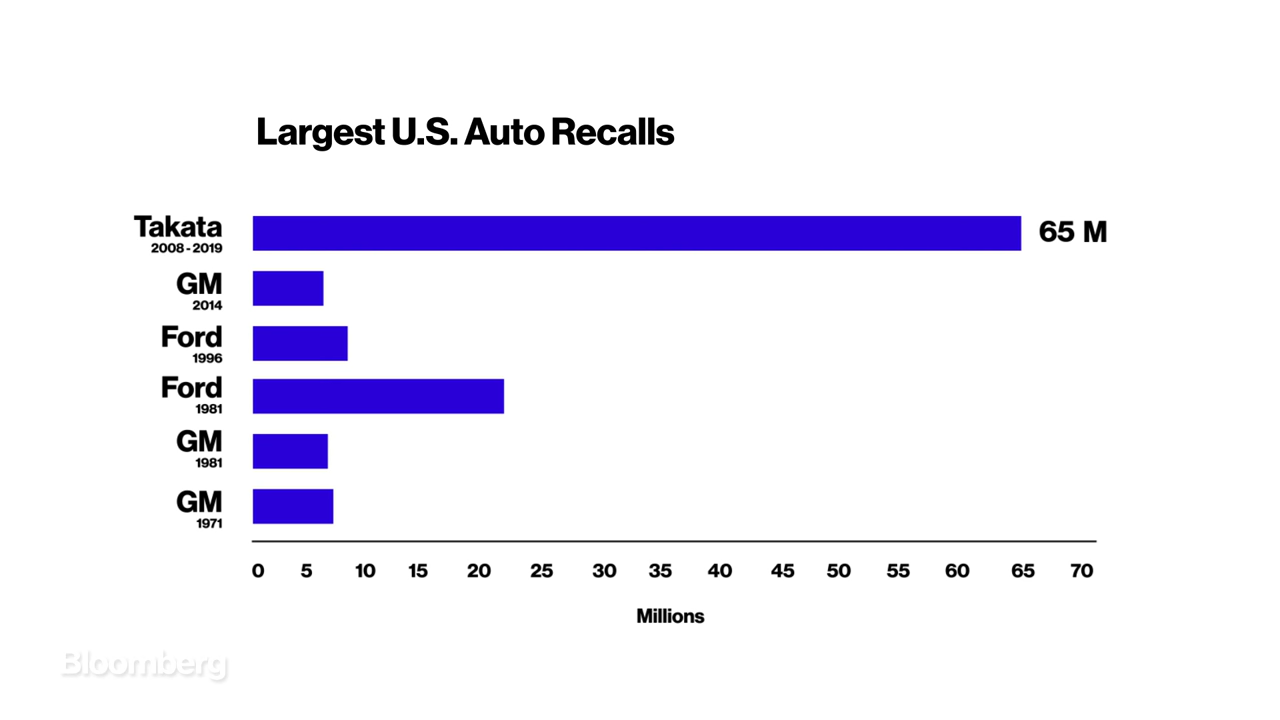 Largest U.S. Auto Recalls
Takata
2008 - 2019
65 M
GM
2014
Ford
1996
Ford
1981
GM
1981
GM
1971
0 5 10 15 20 25 30 35 40 45 50 55 60 65 70
Millions
Bloomberg